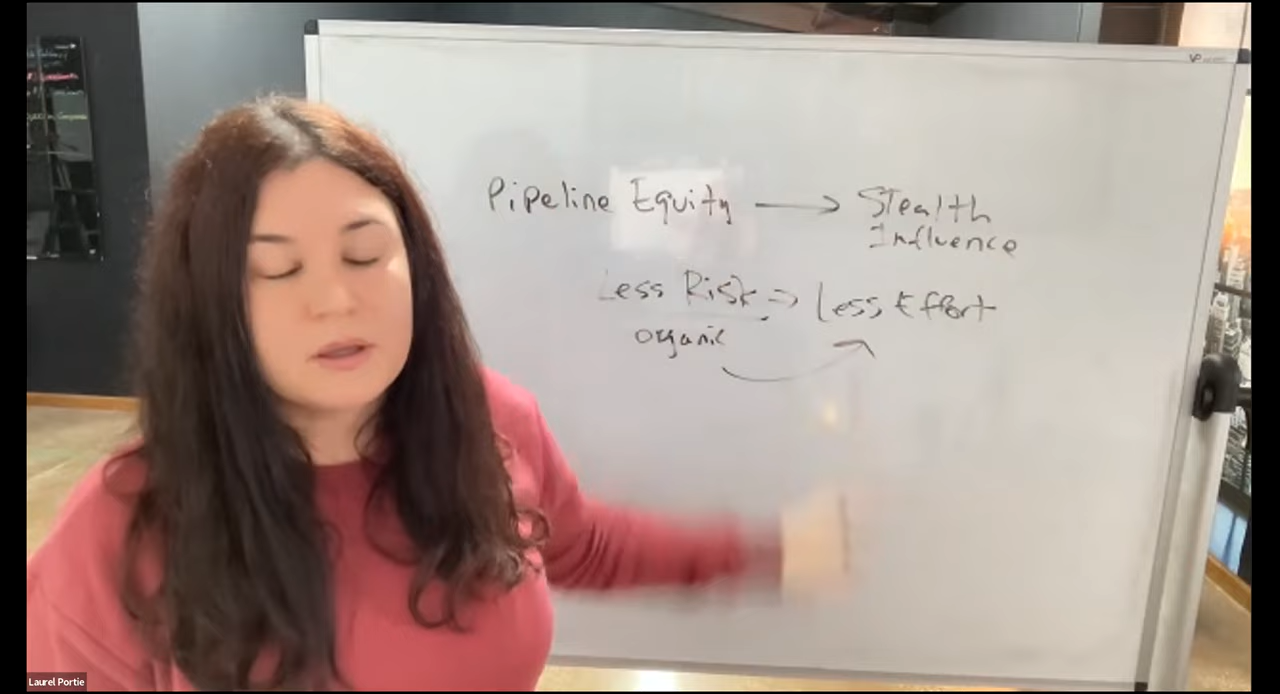 Pipeline Equity → Stealth
Influence
Less Risk => Less Effort
organic
Laurel Portie